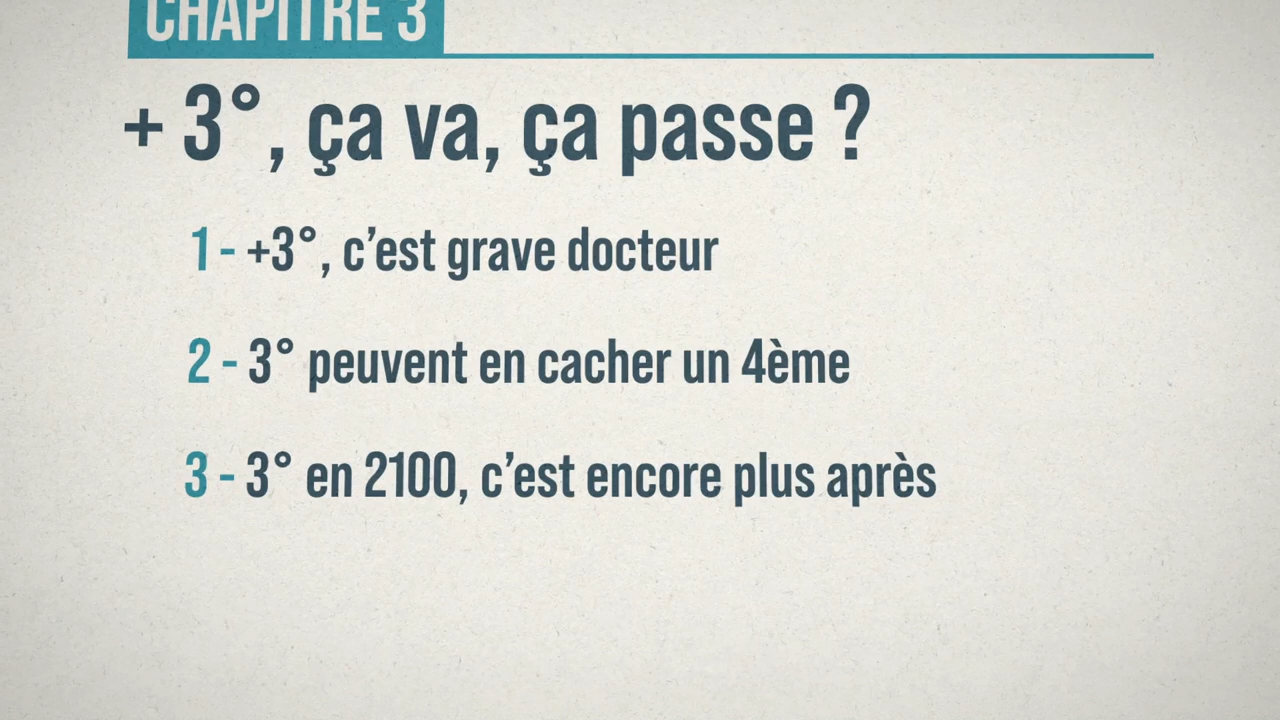 CHAPITRE 3
+ 3°, ça va, ça passe ?
1 - +3°, c’est grave docteur
2 - 3° peuvent en cacher un 4ème
3 - 3° en 2100, c’est encore plus après